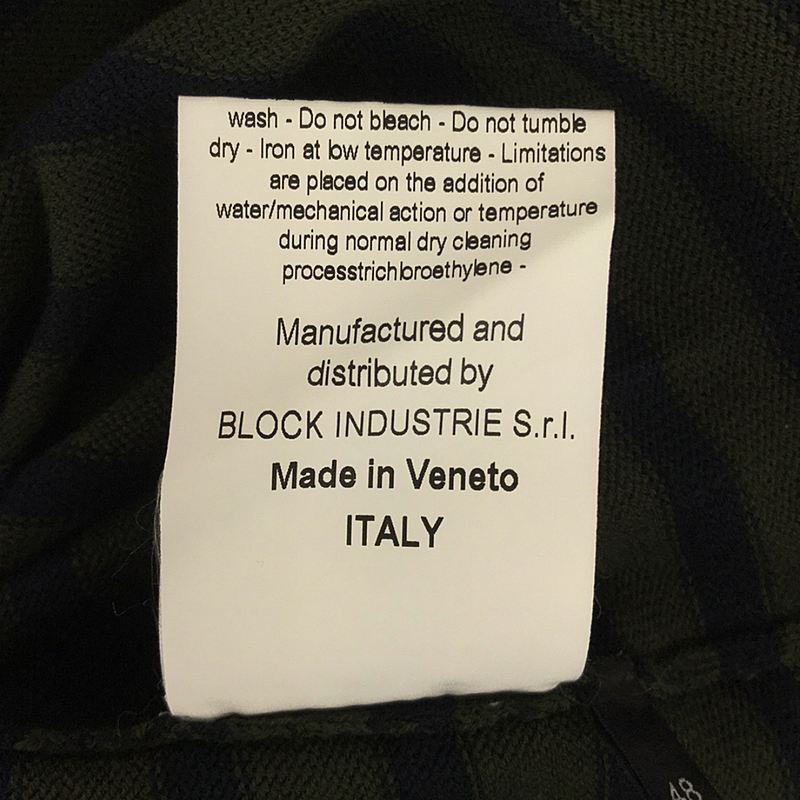 wash - Do not bleach - Do not tumble
dry - Iron at low temperature - Limitations
are placed on the addition of
water/mechanical action or temperature
during normal dry cleaning
processtrichloroethylene -
Manufactured and
distributed by
BLOCK INDUSTRIE S.r.l.
Made in Veneto
ITALY
48